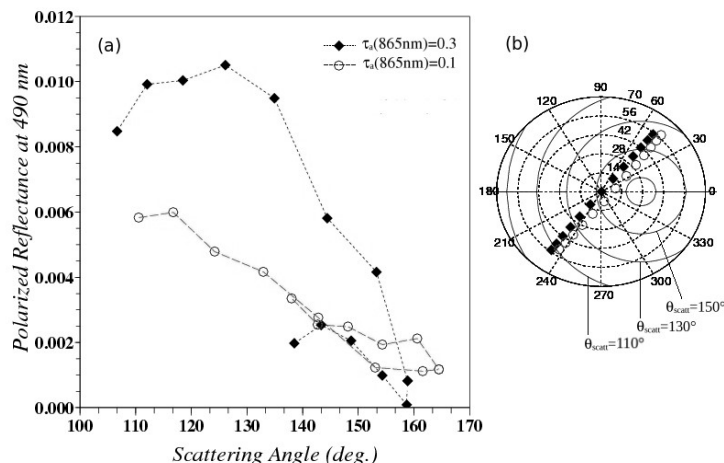 0.012
0.010
0.008
0.006
0.004
0.002
0.000
Polarized Reflectance at 490 nm
(a)
τa(865nm)=0.3
τa(865nm)=0.1
100 110 120 130 140 150 160 170
Scattering Angle (deg.)
(b)
90
120
70
60
56
150
42
30
28
14
180
0
210
330
240
300
270
θscatt=150°
θscatt=130°
θscatt=110°